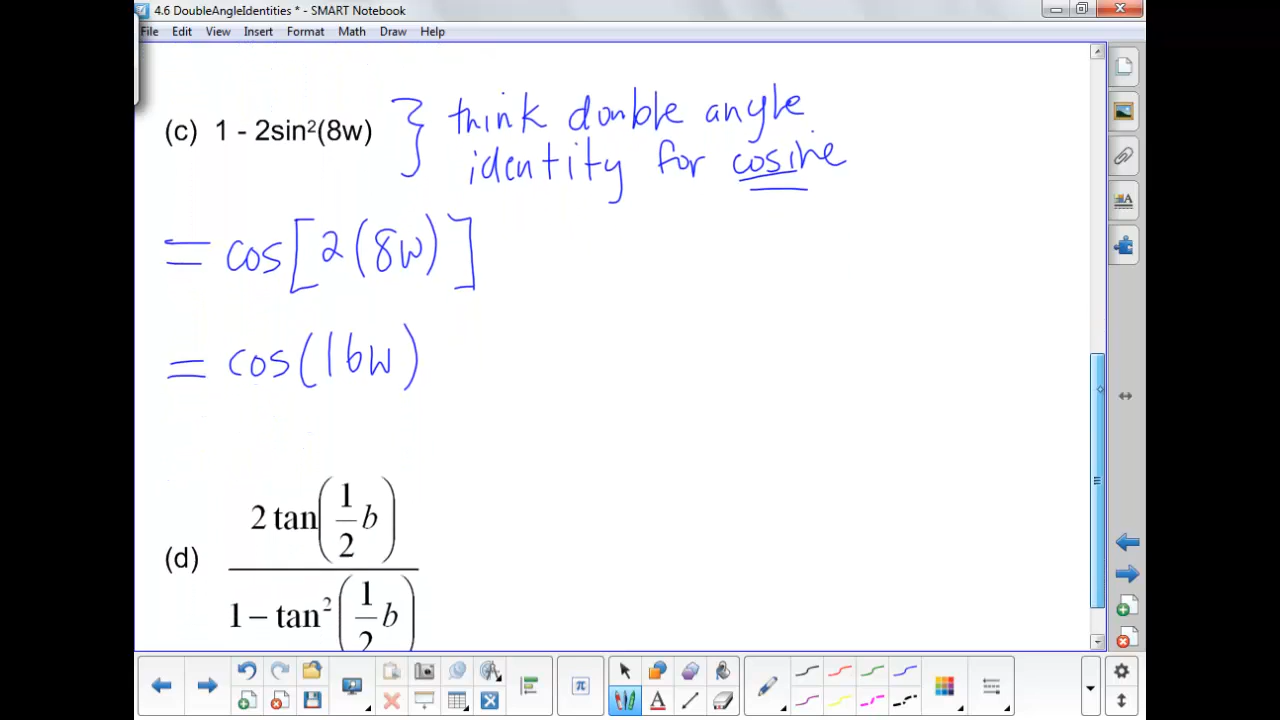 4.6 DoubleAngleIdentities * - SMART Notebook
File Edit View Insert Format Math Draw Help
(c) 1 - 2sin²(8w) } think double angle
identity for cosine
= cos[2(8w)]
= cos(16w)
(d) 2 tan(1/2 b)
1 − tan²(1/2 b)
π
A